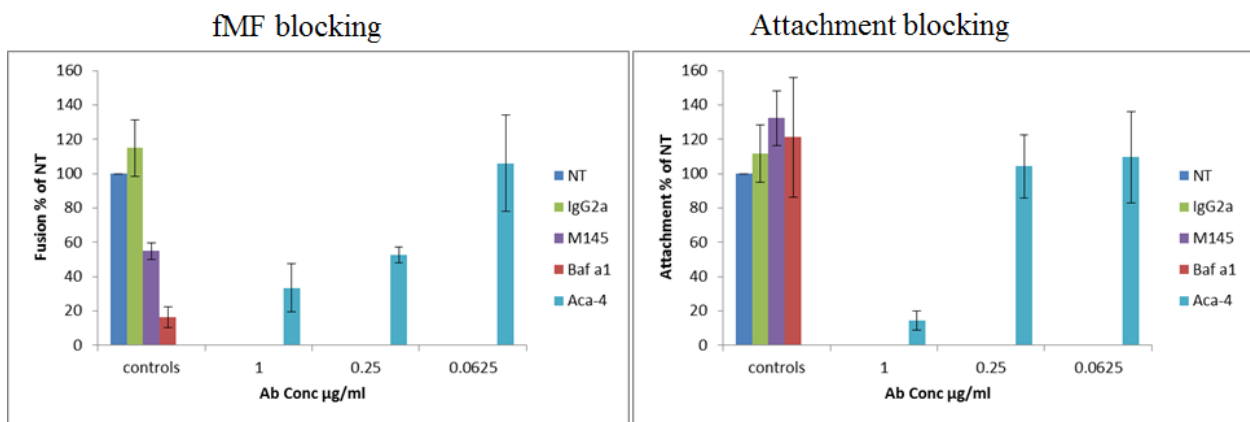 fMF blocking
Attachment blocking
160
140
120
100
80
60
40
20
0
Fusion % of NT
controls
1
0.25
0.0625
Ab Conc µg/ml
NT
IgG2a
M145
Baf a1
Aca-4
160
140
120
100
80
60
40
20
0
Attachment % of NT
controls
1
0.25
0.0625
Ab Conc µg/ml
NT
IgG2a
M145
Baf a1
Aca-4